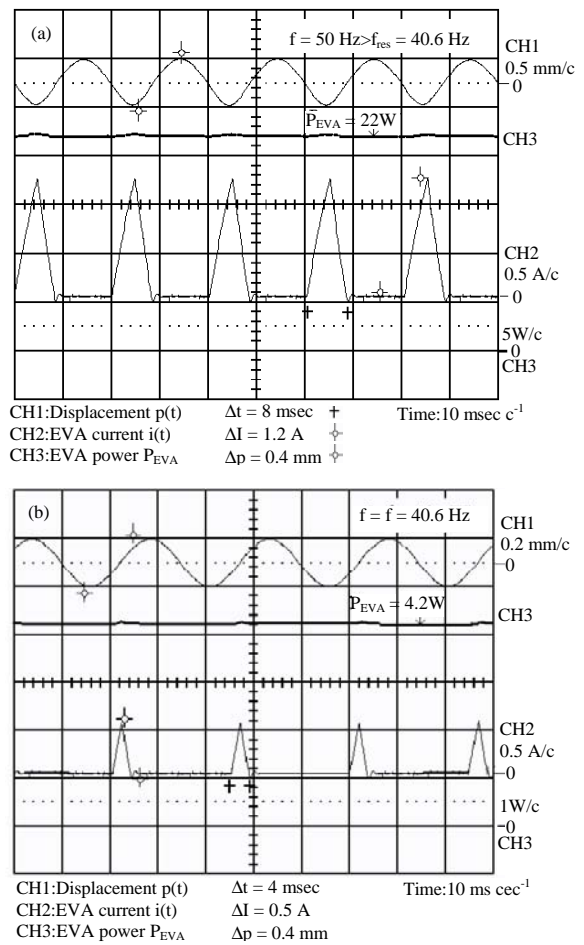 (a)
f = 50 Hz>f_res = 40.6 Hz
CH1
0.5 mm/c
0
P̄_EVA = 22W
CH3
CH2
0.5 A/c
0
5W/c
0
CH3
CH1:Displacement p(t) Δt = 8 msec Time:10 msec c⁻¹
CH2:EVA current i(t) ΔI = 1.2 A
CH3:EVA power P_EVA Δp = 0.4 mm
(b)
f = f = 40.6 Hz
CH1
0.2 mm/c
0
P_EVA = 4.2W
CH3
CH2
0.5 A/c
0
1W/c
0
CH3
CH1:Displacement p(t) Δt = 4 msec Time:10 ms cec⁻¹
CH2:EVA current i(t) ΔI = 0.5 A
CH3:EVA power P_EVA Δp = 0.4 mm